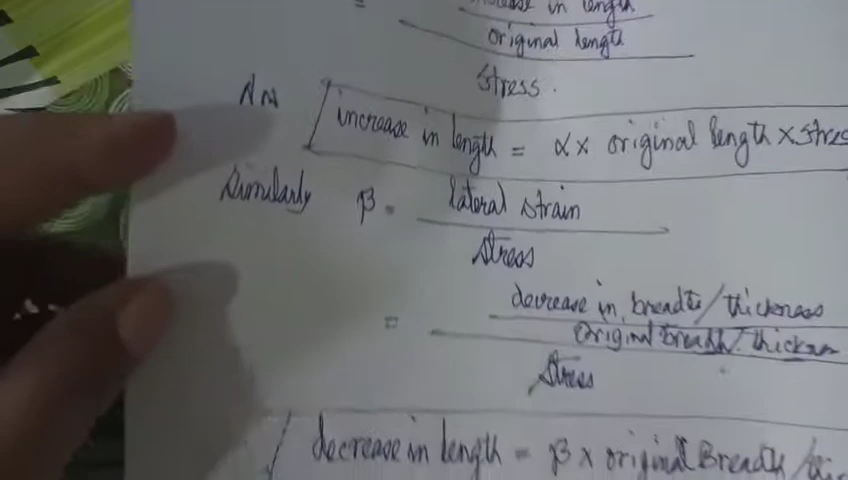 = increase in length
original length
Stress.
increase in length = α x original length x stress
Similarly β = lateral strain
Stress
= decrease in breadth/thickness
Original breadth/thickness
Stress
decrease in length = β x original Breadth/